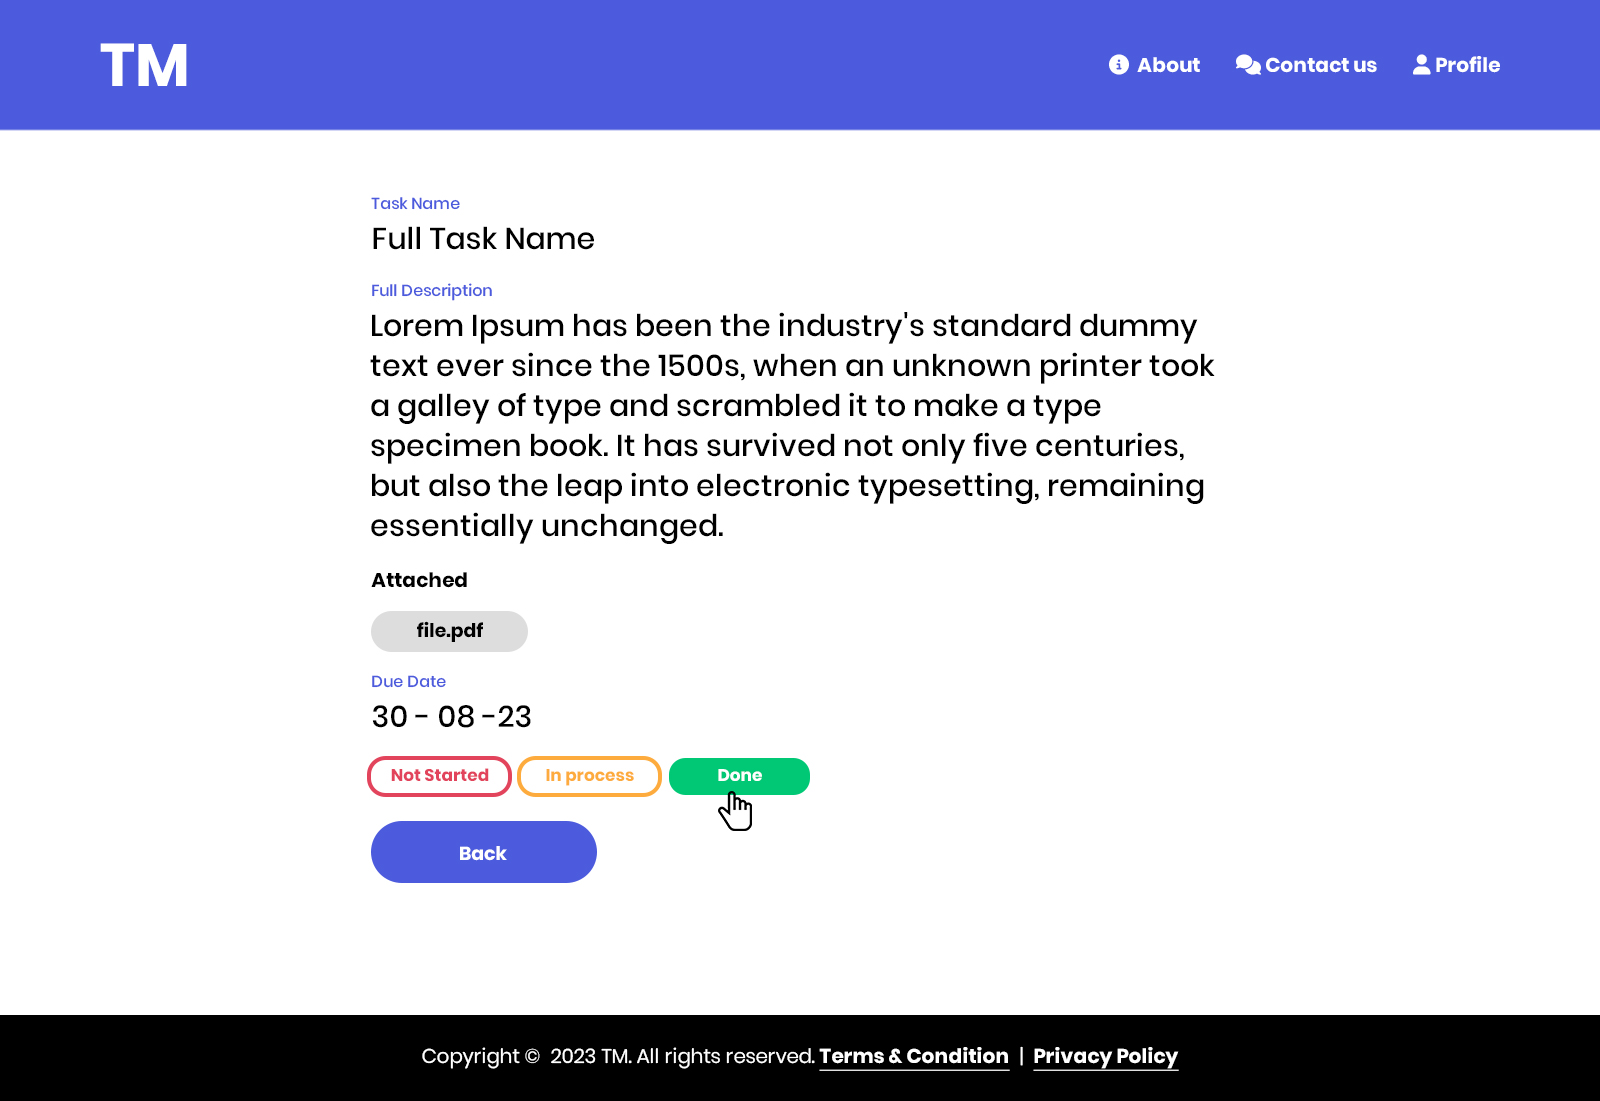 TM
About Contact us Profile
Task Name
Full Task Name
Full Description
Lorem Ipsum has been the industry's standard dummy
text ever since the 1500s, when an unknown printer took
a galley of type and scrambled it to make a type
specimen book. It has survived not only five centuries,
but also the leap into electronic typesetting, remaining
essentially unchanged.
Attached
file.pdf
Due Date
30 - 08 -23
Not Started In process Done
Back
Copyright © 2023 TM. All rights reserved. Terms & Condition | Privacy Policy